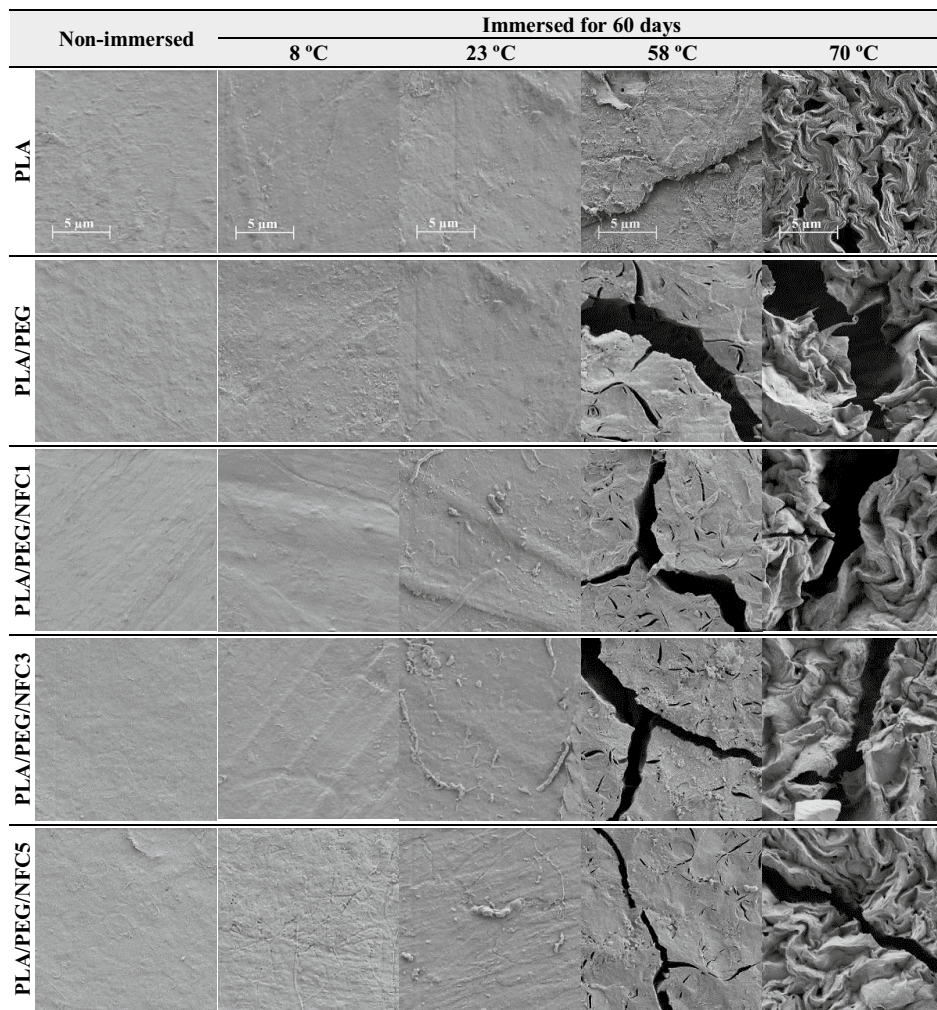 Non-immersed
Immersed for 60 days
8 ºC 23 ºC 58 ºC 70 ºC
PLA
5 µm 5 µm 5 µm 5 µm 5 µm
PLA/PEG
PLA/PEG/NFC1
PLA/PEG/NFC3
PLA/PEG/NFC5